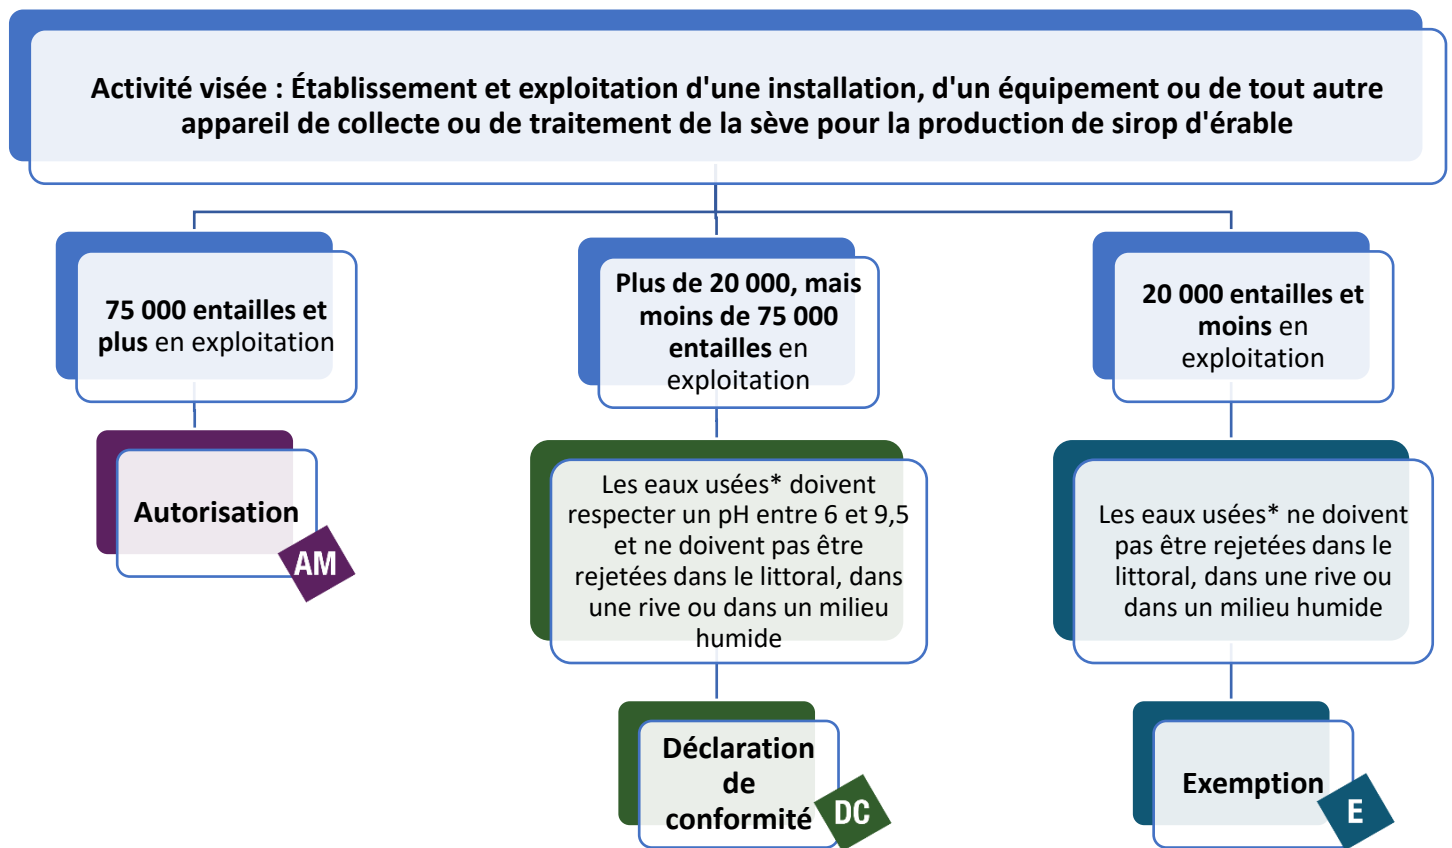 Activité visée : Établissement et exploitation d'une installation, d'un équipement ou de tout autre
appareil de collecte ou de traitement de la sève pour la production de sirop d'érable
75 000 entailles et
plus en exploitation
Autorisation
AM
Plus de 20 000, mais
moins de 75 000
entailles en
exploitation
Les eaux usées* doivent
respecter un pH entre 6 et 9,5
et ne doivent pas être
rejetées dans le littoral, dans
une rive ou dans un milieu
humide
Déclaration
de
conformité
DC
20 000 entailles et
moins en
exploitation
Les eaux usées* ne doivent
pas être rejetées dans le
littoral, dans une rive ou
dans un milieu humide
Exemption
E